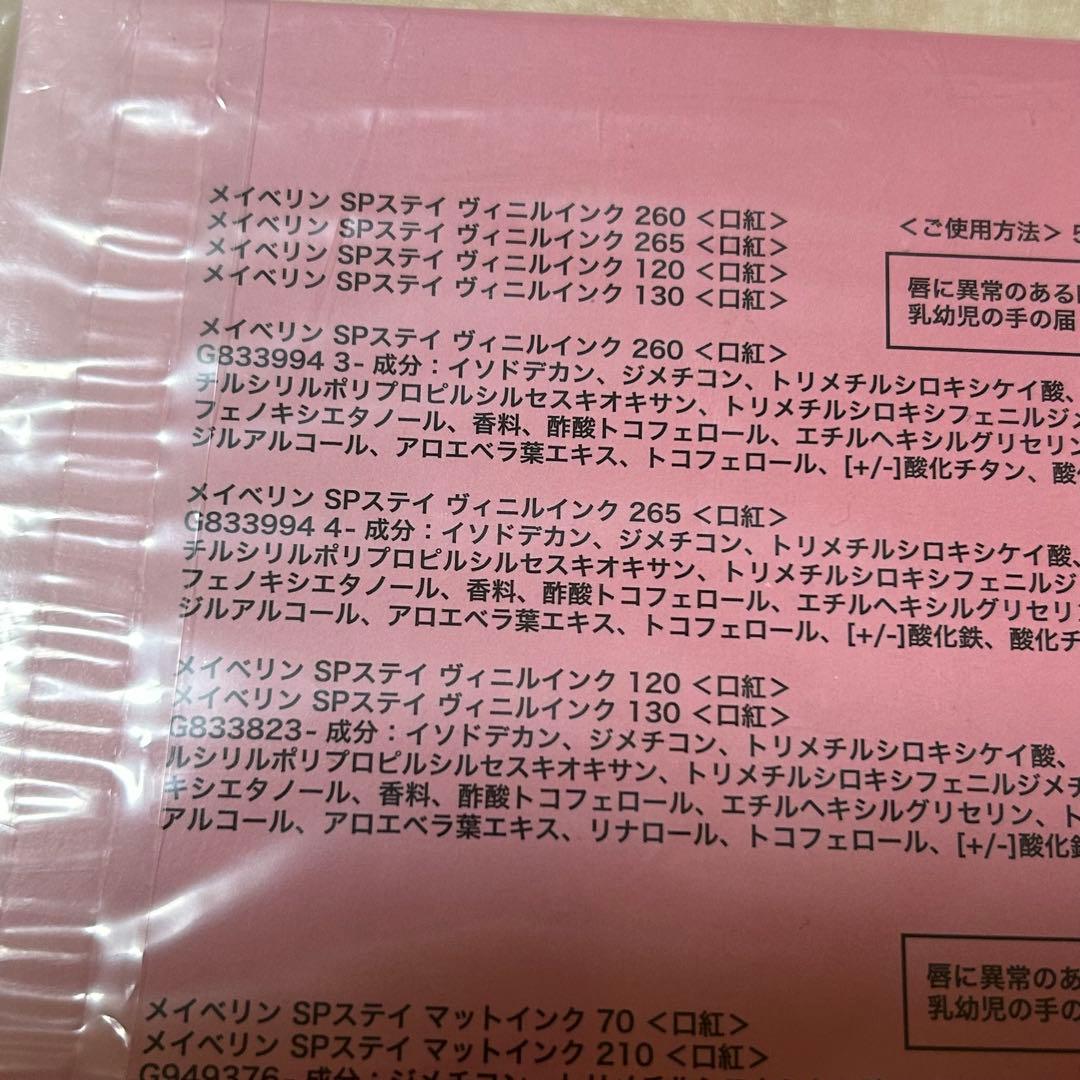 メイベリン SPステイ ヴィニルインク 260 <口紅>
メイベリン SPステイ ヴィニルインク 265 <口紅>
メイベリン SPステイ ヴィニルインク 120 <口紅>
メイベリン SPステイ ヴィニルインク 130 <口紅>
<ご使用方法> 5
唇に異常のある
乳幼児の手の届
メイベリン SPステイ ヴィニルインク 260 <口紅>
G833994 3- 成分：イソドデカン、ジメチコン、トリメチルシロキシケイ酸、
チルシリルポリプロピルシルセスキオキサン、トリメチルシロキシフェニルジメ
フェノキシエタノール、香料、酢酸トコフェロール、エチルヘキシルグリセリン
ジルアルコール、アロエベラ葉エキス、トコフェロール、[+/-]酸化チタン、酸
メイベリン SPステイ ヴィニルインク 265 <口紅>
G833994 4- 成分：イソドデカン、ジメチコン、トリメチルシロキシケイ酸、
チルシリルポリプロピルシルセスキオキサン、トリメチルシロキシフェニルジ
フェノキシエタノール、香料、酢酸トコフェロール、エチルヘキシルグリセリ
ジルアルコール、アロエベラ葉エキス、トコフェロール、[+/-]酸化鉄、酸化チ
メイベリン SPステイ ヴィニルインク 120 <口紅>
メイベリン SPステイ ヴィニルインク 130 <口紅>
G833823- 成分：イソドデカン、ジメチコン、トリメチルシロキシケイ酸、
ルシリルポリプロピルシルセスキオキサン、トリメチルシロキシフェニルジメチ
キシエタノール、香料、酢酸トコフェロール、エチルヘキシルグリセリン、ト
アルコール、アロエベラ葉エキス、リナロール、トコフェロール、[+/-]酸化鉄
唇に異常のあ
乳幼児の手の
メイベリン SPステイ マットインク 70 <口紅>
メイベリン SPステイ マットインク 210 <口紅>
G949376- 成分：ジメチコン、トリメチルシ